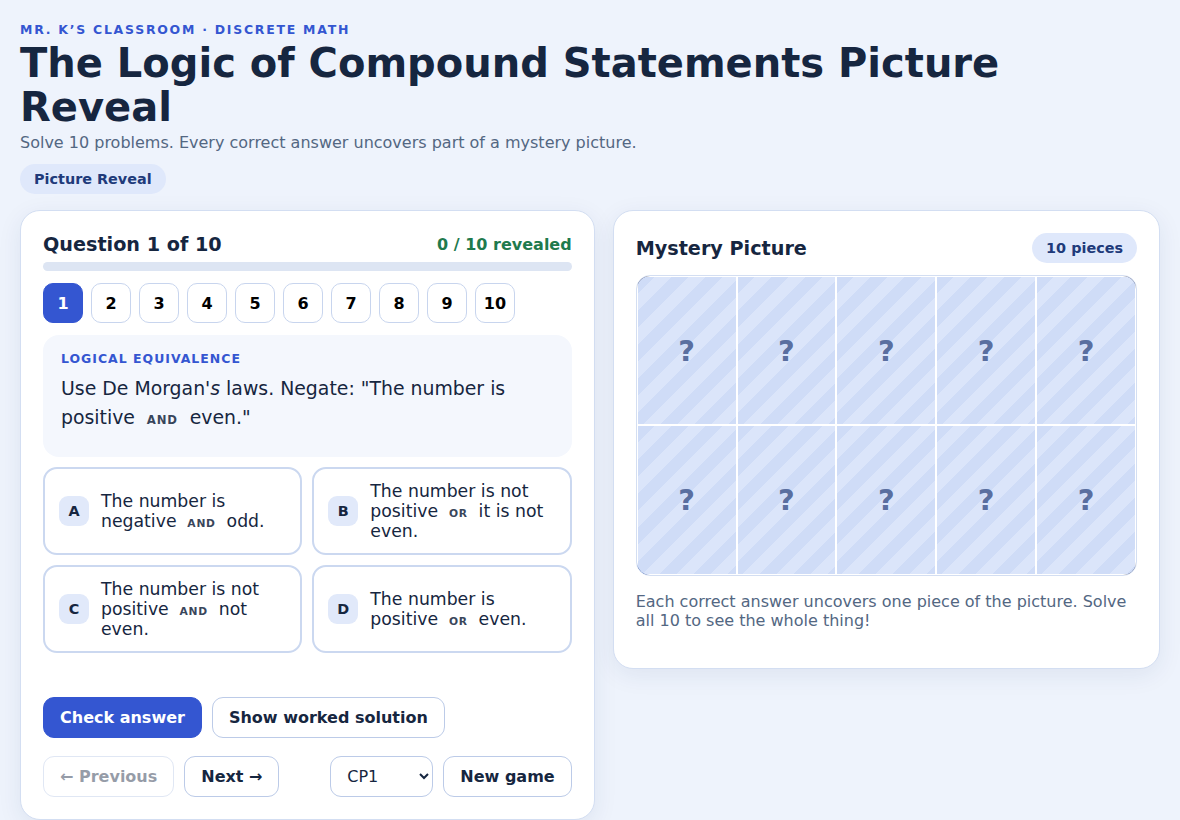 MR. K’S CLASSROOM · DISCRETE MATH
The Logic of Compound Statements Picture
Reveal
Solve 10 problems. Every correct answer uncovers part of a mystery picture.
Picture Reveal
Question 1 of 10
0 / 10 revealed
1 2 3 4 5 6 7 8 9 10
LOGICAL EQUIVALENCE
Use De Morgan's laws. Negate: "The number is
positive AND even."
A
The number is
negative AND odd.
B
The number is not
positive OR it is not
even.
C
The number is not
positive AND not
even.
D
The number is
positive OR even.
Check answer
Show worked solution
← Previous
Next →
CP1
New game
Mystery Picture
10 pieces
? ? ? ? ?
? ? ? ? ?
Each correct answer uncovers one piece of the picture. Solve
all 10 to see the whole thing!